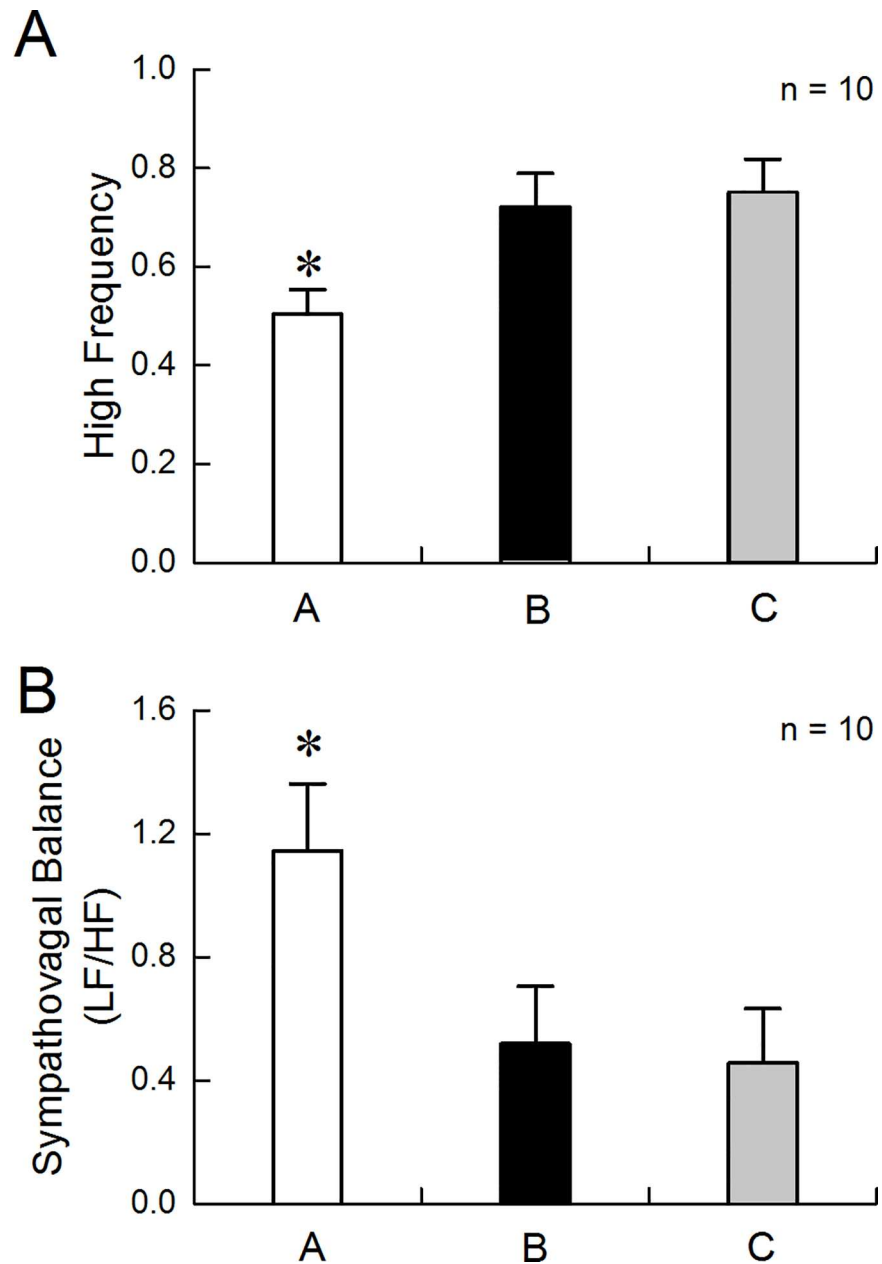 A
High Frequency
1.0
0.8
0.6
0.4
0.2
0.0
n = 10
*
A B C
B
Sympathovagal Balance
(LF/HF)
1.6
1.2
0.8
0.4
0.0
n = 10
*
A B C